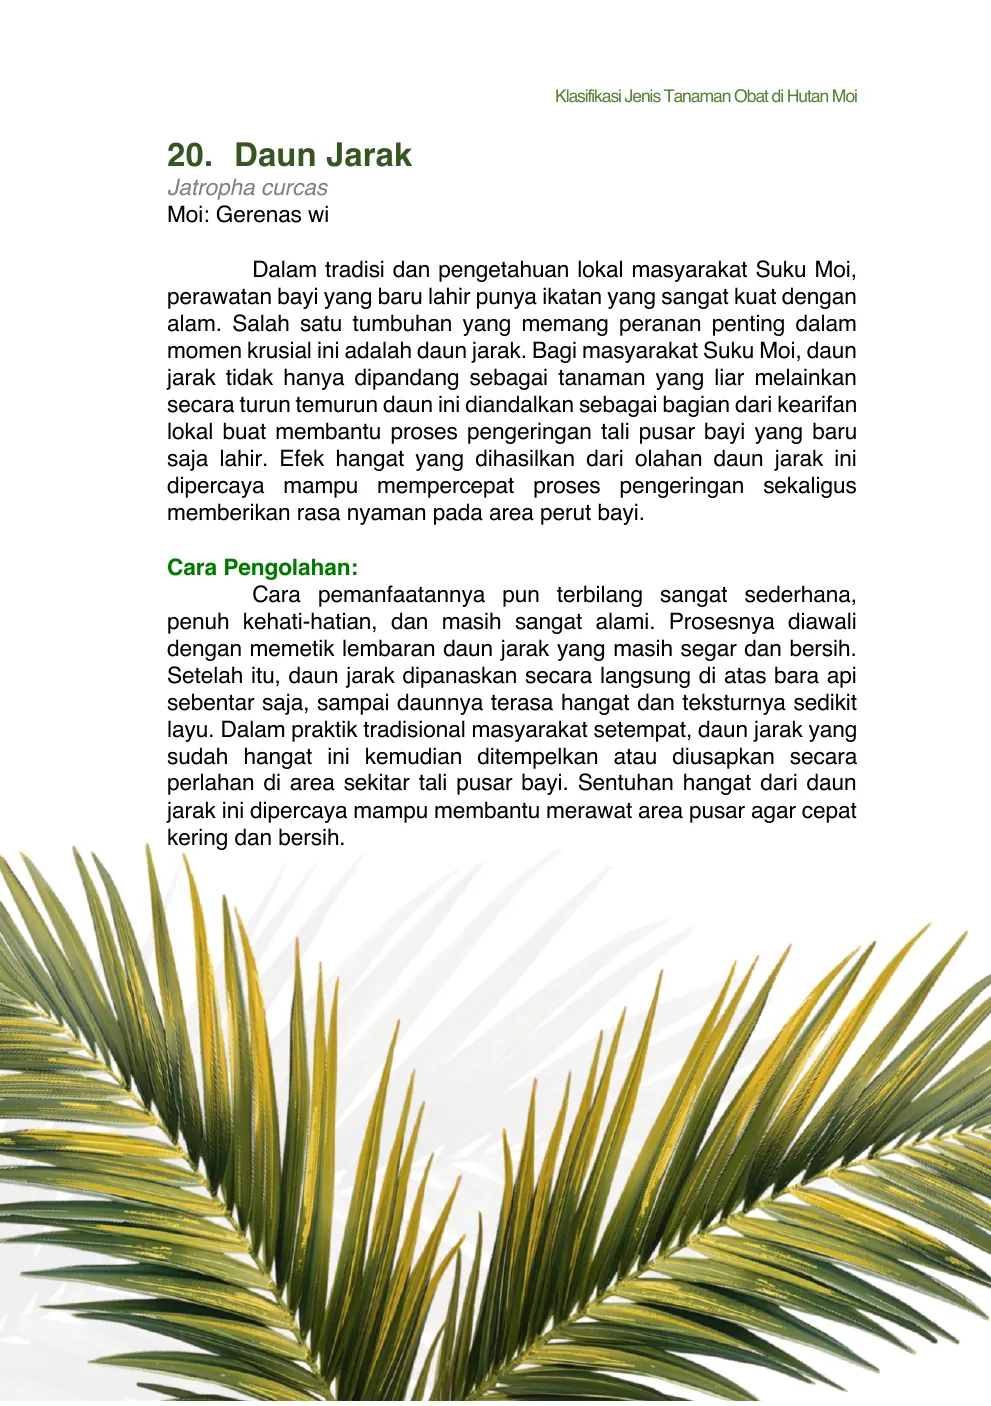 Klasifikasi Jenis Tanaman Obat di Hutan Moi
20. Daun Jarak
Jatropha curcas
Moi: Gerenas wi
Dalam tradisi dan pengetahuan lokal masyarakat Suku Moi,
perawatan bayi yang baru lahir punya ikatan yang sangat kuat dengan
alam. Salah satu tumbuhan yang memang peranan penting dalam
momen krusial ini adalah daun jarak. Bagi masyarakat Suku Moi, daun
jarak tidak hanya dipandang sebagai tanaman yang liar melainkan
secara turun temurun daun ini diandalkan sebagai bagian dari kearifan
lokal buat membantu proses pengeringan tali pusar bayi yang baru
saja lahir. Efek hangat yang dihasilkan dari olahan daun jarak ini
dipercaya mampu mempercepat proses pengeringan sekaligus
memberikan rasa nyaman pada area perut bayi.
Cara Pengolahan:
Cara pemanfaatannya pun terbilang sangat sederhana,
penuh kehati-hatian, dan masih sangat alami. Prosesnya diawali
dengan memetik lembaran daun jarak yang masih segar dan bersih.
Setelah itu, daun jarak dipanaskan secara langsung di atas bara api
sebentar saja, sampai daunnya terasa hangat dan teksturnya sedikit
layu. Dalam praktik tradisional masyarakat setempat, daun jarak yang
sudah hangat ini kemudian ditempelkan atau diusapkan secara
perlahan di area sekitar tali pusar bayi. Sentuhan hangat dari daun
jarak ini dipercaya mampu membantu merawat area pusar agar cepat
kering dan bersih.